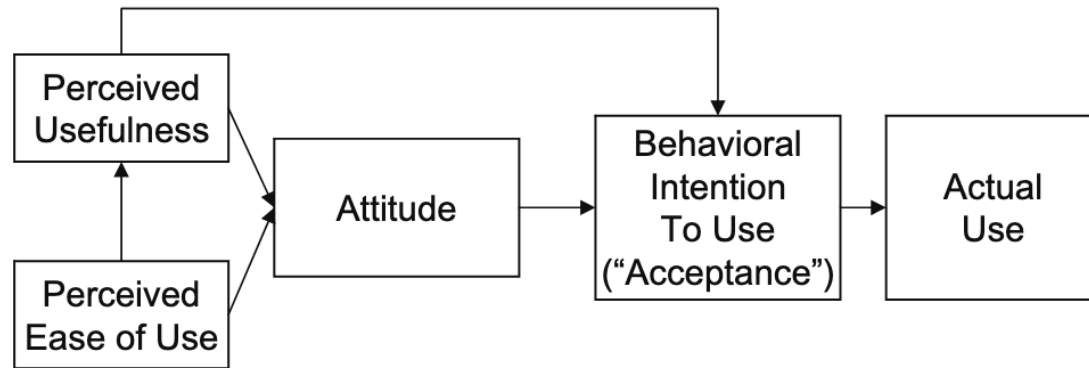 Perceived
Usefulness
Perceived
Ease of Use
Attitude
Behavioral
Intention
To Use
(“Acceptance”)
Actual
Use